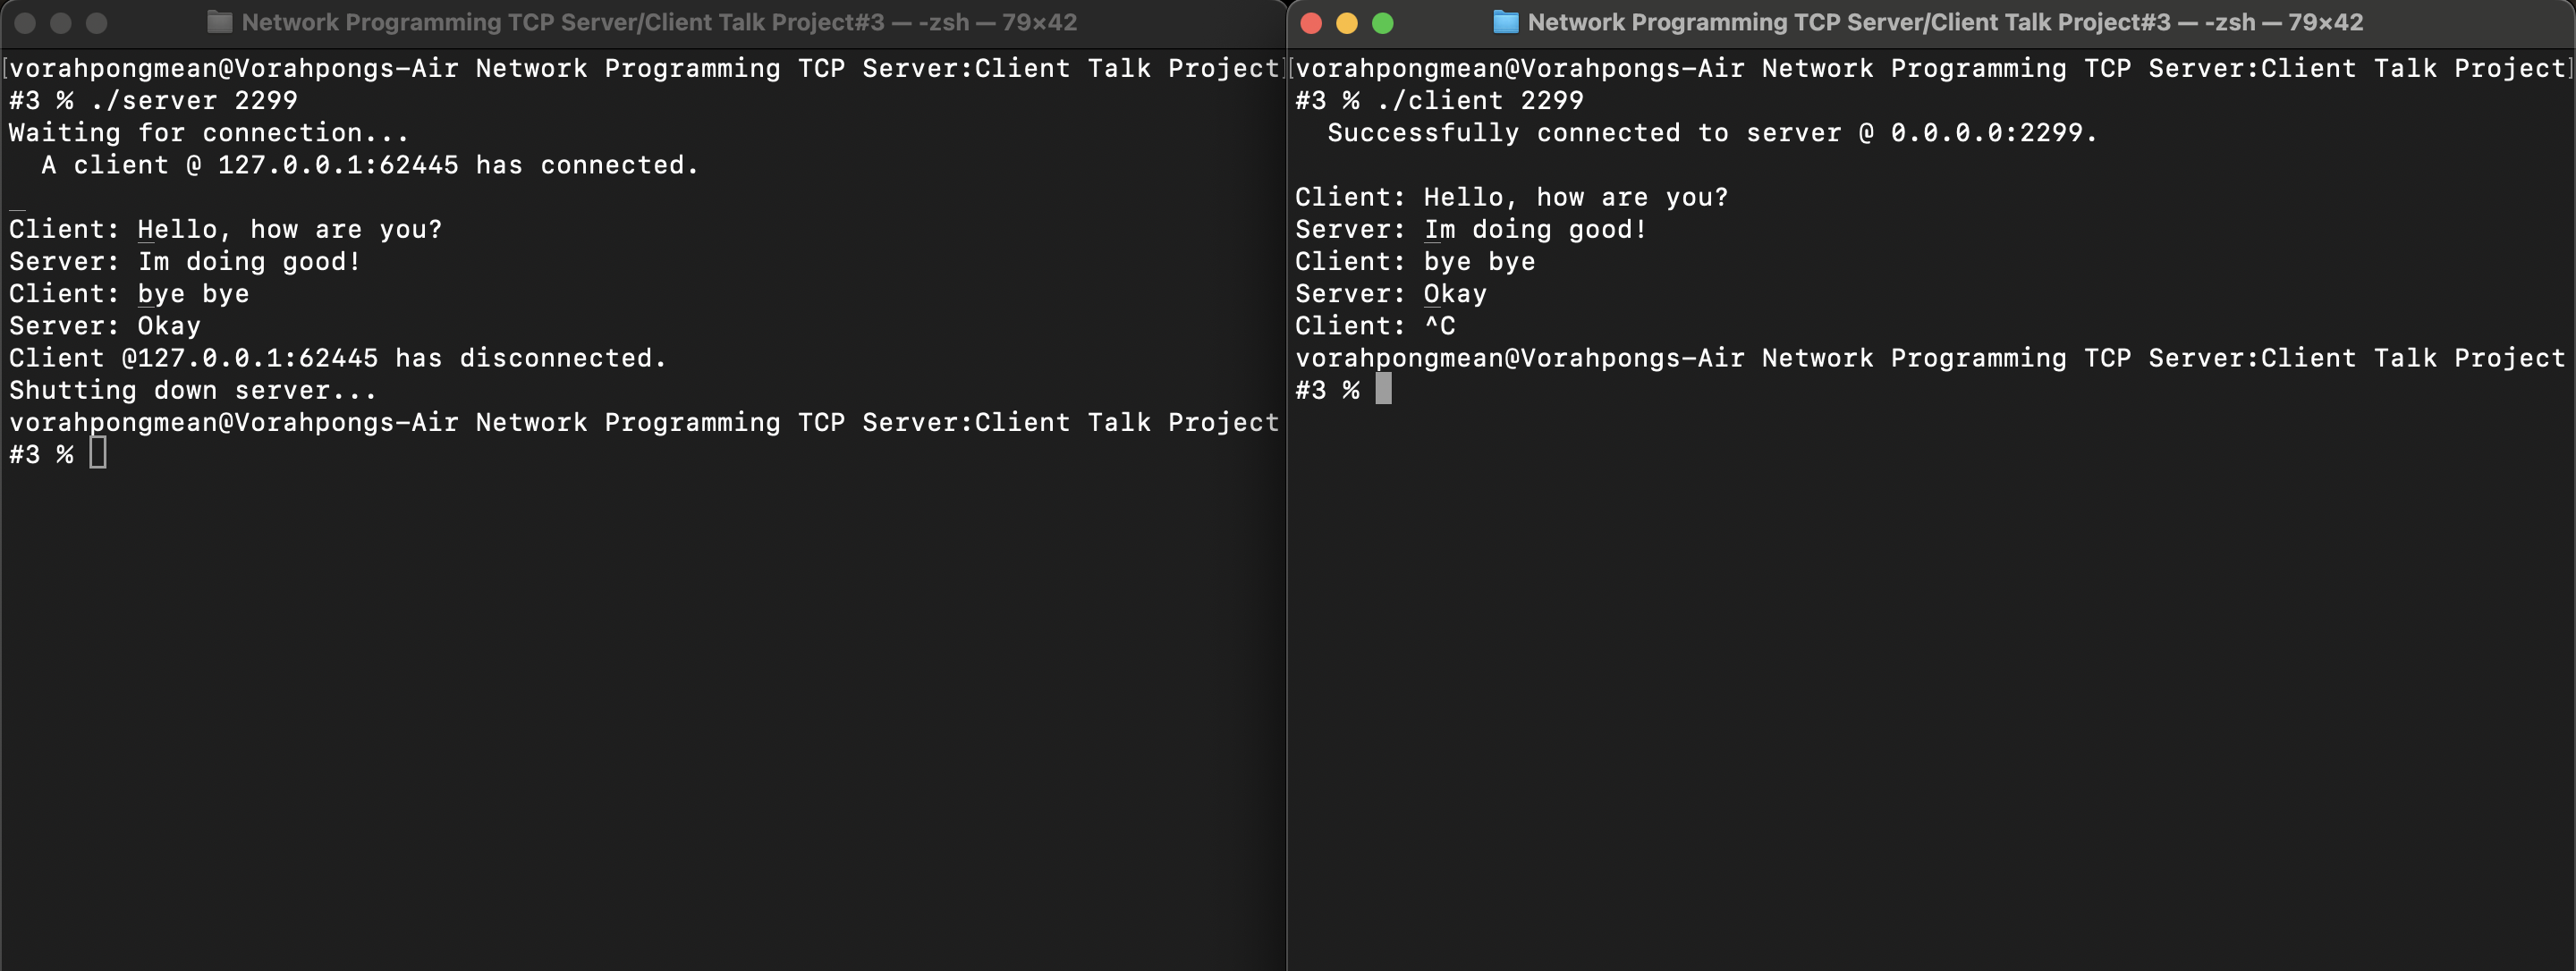 Network Programming TCP Server/Client Talk Project#3 — -zsh — 79×42
[vorahpongmean@Vorahpongs-Air Network Programming TCP Server:Client Talk Project]
#3 % ./server 2299
Waiting for connection...
  A client @ 127.0.0.1:62445 has connected.
_
Client: Hello, how are you?
Server: Im doing good!
Client: bye bye
Server: Okay
Client @127.0.0.1:62445 has disconnected.
Shutting down server...
vorahpongmean@Vorahpongs-Air Network Programming TCP Server:Client Talk Project
#3 %
Network Programming TCP Server/Client Talk Project#3 — -zsh — 79×42
[vorahpongmean@Vorahpongs-Air Network Programming TCP Server:Client Talk Project]
#3 % ./client 2299
  Successfully connected to server @ 0.0.0.0:2299.
Client: Hello, how are you?
Server: Im doing good!
Client: bye bye
Server: Okay
Client: ^C
vorahpongmean@Vorahpongs-Air Network Programming TCP Server:Client Talk Project
#3 %